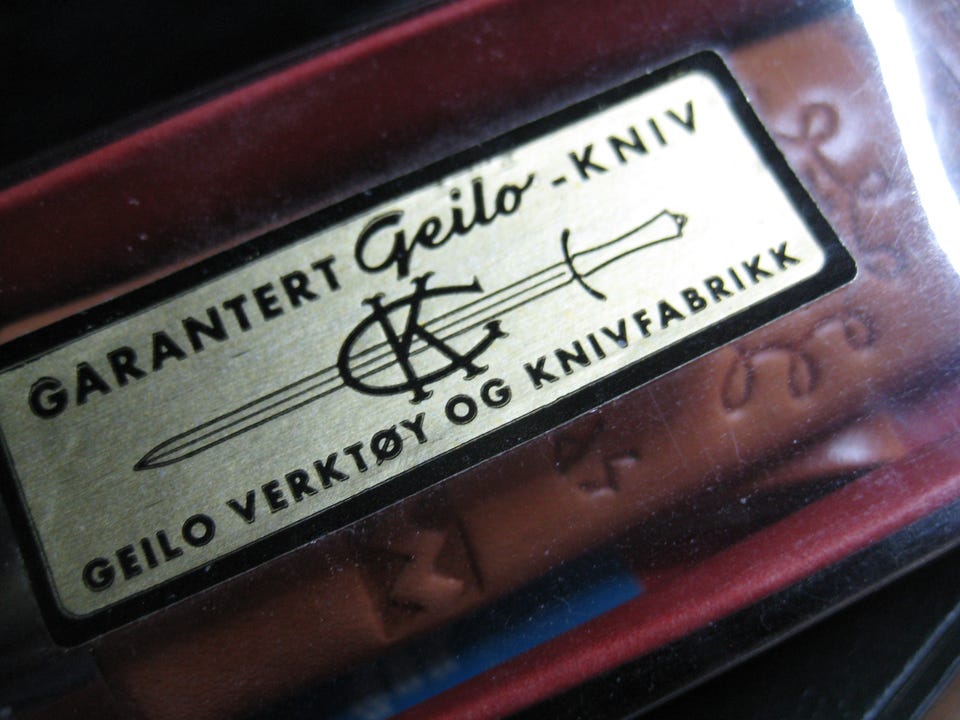 GARANTERT Geilo-KNIV
GEILO VERKTØY OG KNIVFABRIKK